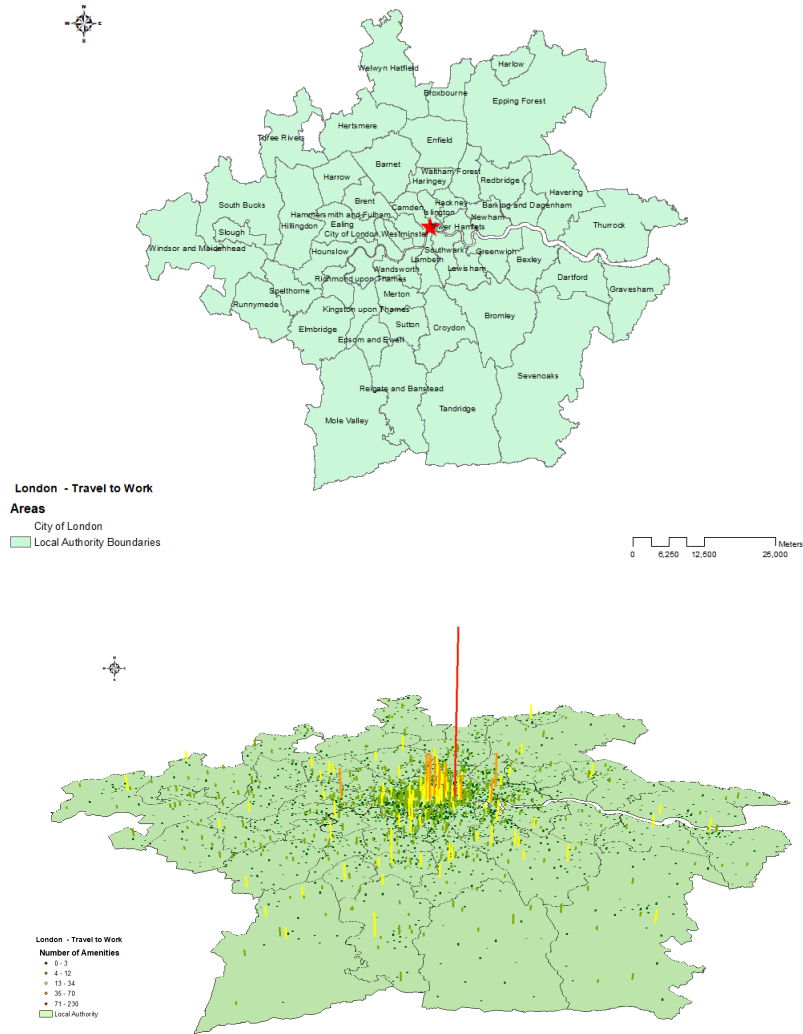 N
W
E
S
Welwyn Hatfield
Harlow
Broxbourne
Epping Forest
Three Rivers
Hertsmere
Enfield
Barnet
Waltham Forest
Haringey
Harrow
Redbridge
Havering
Brent
Camden
Hackney
Islington
Barking and Dagenham
South Bucks
Hammersmith and Fulham
Newham
Hillingdon
Ealing
Tower Hamlets
Thurrock
Slough
City of London,Westminster
Windsor and Maidenhead
Hounslow
Southwark
Greenwich
Lambeth
Bexley
Wandsworth
Lewisham
Richmond upon Thames
Dartford
Spelthorne
Merton
Gravesham
Runnymede
Kingston upon Thames
Bromley
Elmbridge
Sutton
Croydon
Epsom and Ewell
Sevenoaks
Reigate and Banstead
Tandridge
Mole Valley
London - Travel to Work
Areas
City of London
Local Authority Boundaries
Meters
0 6,250 12,500 25,000
London - Travel to Work
Number of Amenities
0 - 3
4 - 12
13 - 34
35 - 70
71 - 230
Local Authority